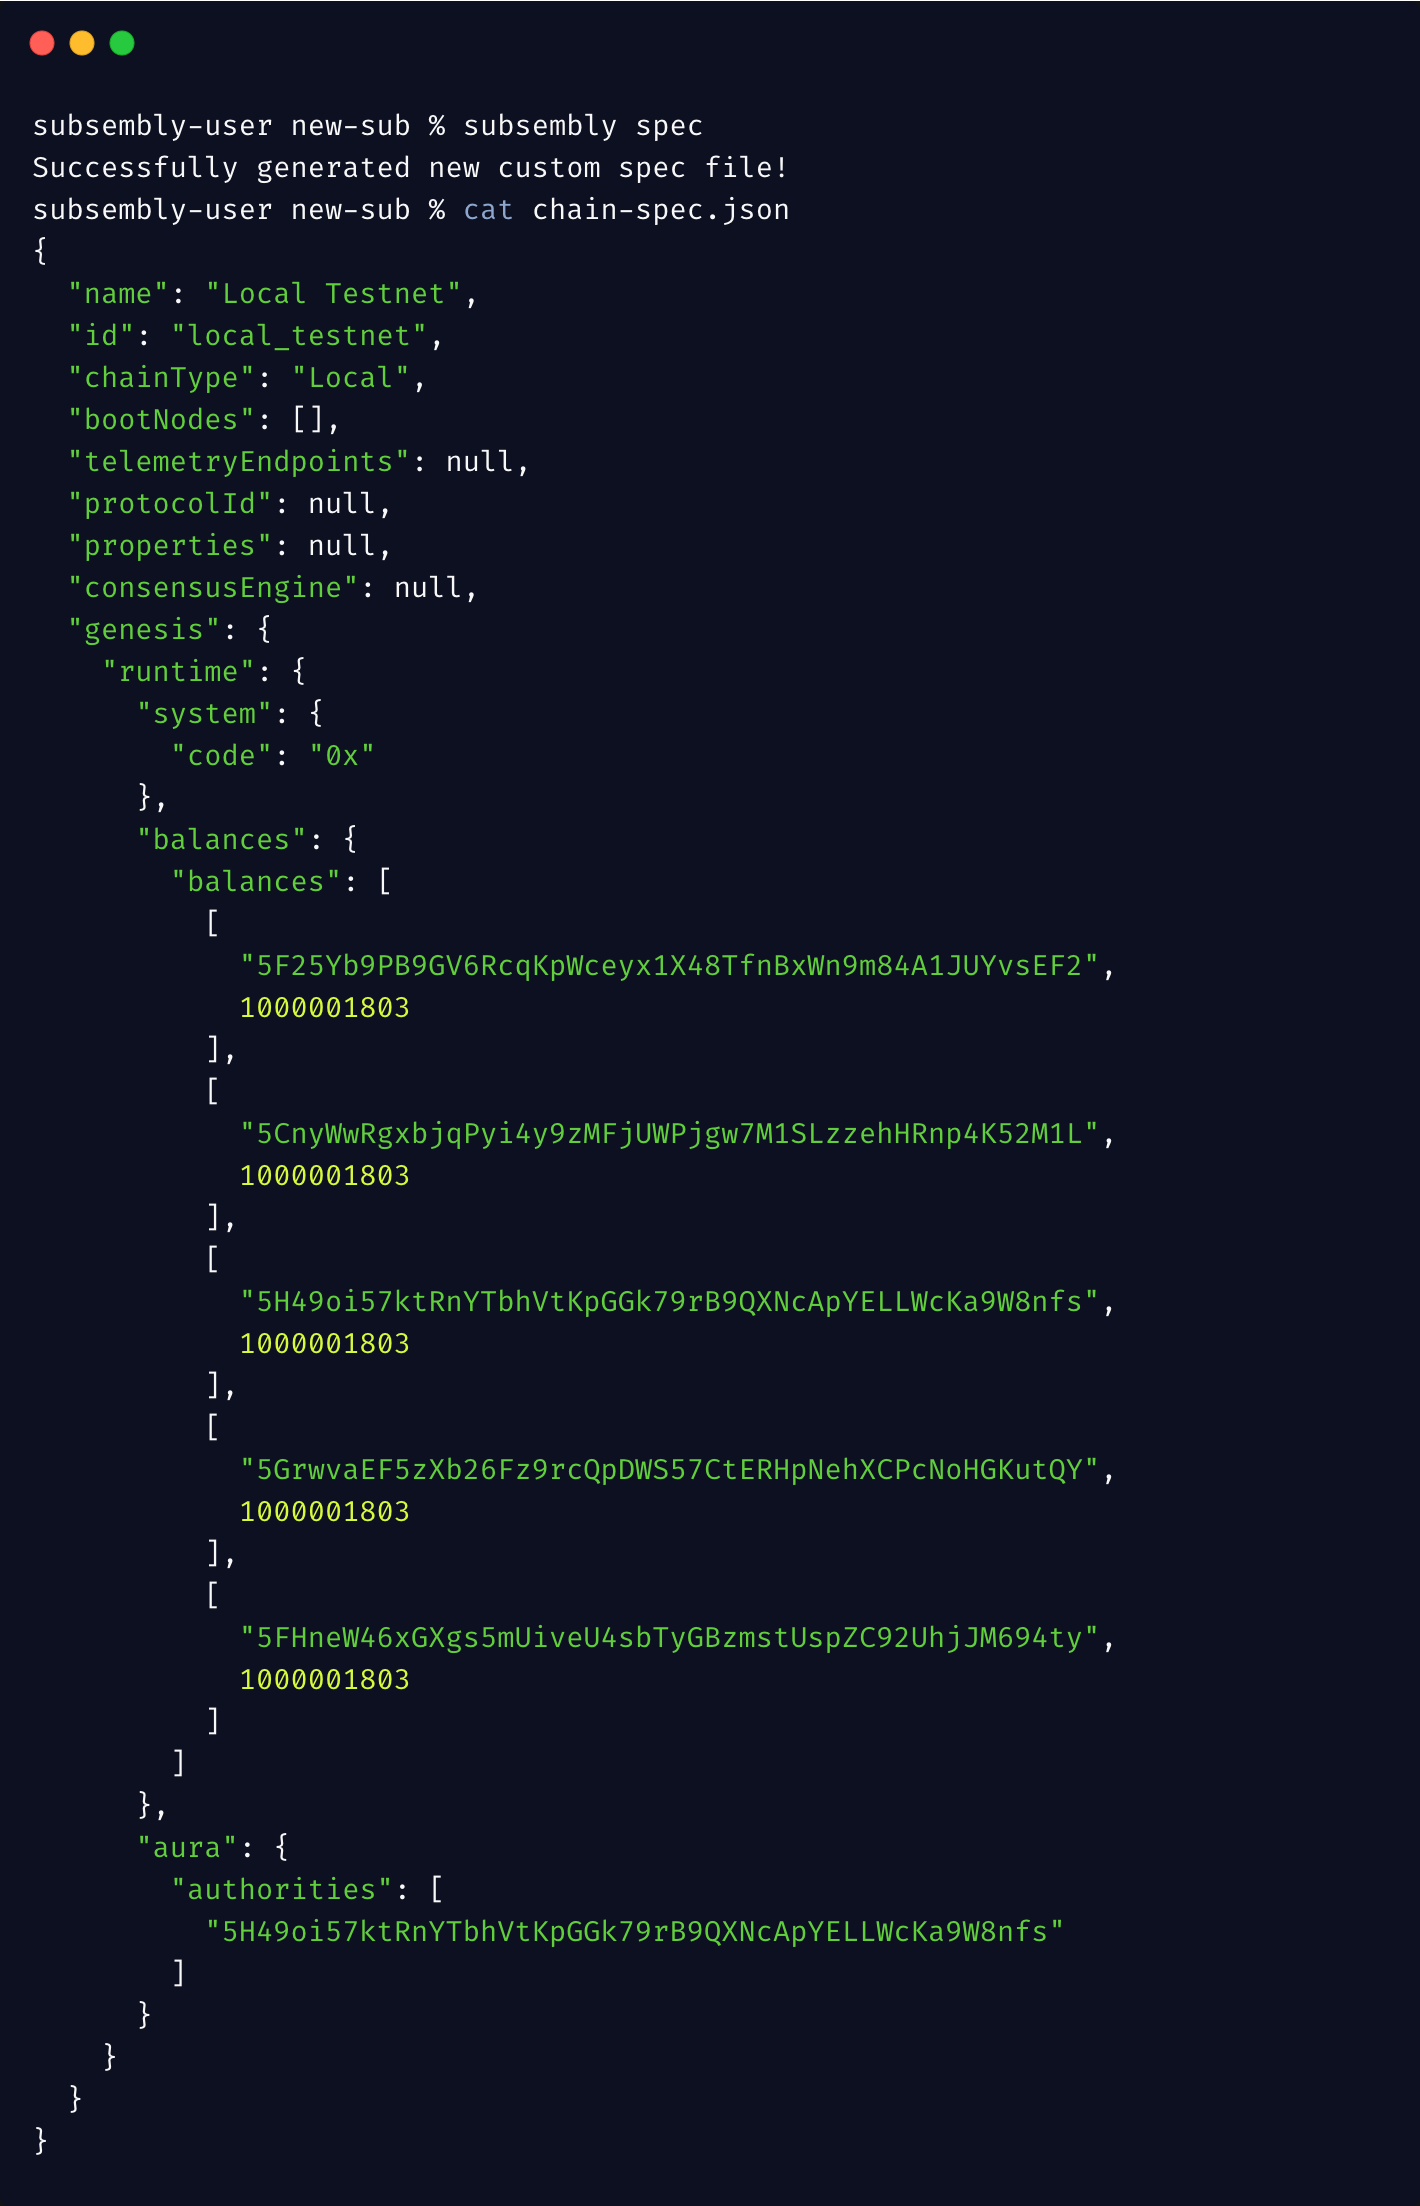 subsembly-user new-sub % subsembly spec
Successfully generated new custom spec file!
subsembly-user new-sub % cat chain-spec.json
{
  "name": "Local Testnet",
  "id": "local_testnet",
  "chainType": "Local",
  "bootNodes": [],
  "telemetryEndpoints": null,
  "protocolId": null,
  "properties": null,
  "consensusEngine": null,
  "genesis": {
    "runtime": {
      "system": {
        "code": "0x"
      },
      "balances": {
        "balances": [
          [
            "5F25Yb9PB9GV6RcqKpWceyx1X48TfnBxWn9m84A1JUYvsEF2",
            1000001803
          ],
          [
            "5CnyWwRgxbjqPyi4y9zMFjUWPjgw7M1SLzzehHRnp4K52M1L",
            1000001803
          ],
          [
            "5H49oi57ktRnYTbhVtKpGGk79rB9QXNcApYELLWcKa9W8nfs",
            1000001803
          ],
          [
            "5GrwvaEF5zXb26Fz9rcQpDWS57CtERHpNehXCPcNoHGKutQY",
            1000001803
          ],
          [
            "5FHneW46xGXgs5mUiveU4sbTyGBzmstUspZC92UhjJM694ty",
            1000001803
          ]
        ]
      },
      "aura": {
        "authorities": [
          "5H49oi57ktRnYTbhVtKpGGk79rB9QXNcApYELLWcKa9W8nfs"
        ]
      }
    }
  }
}